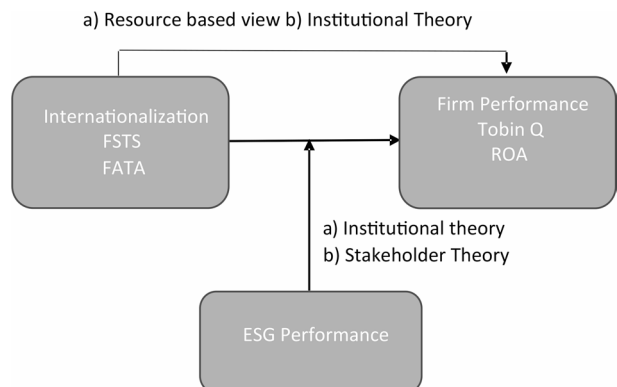 a) Resource based view b) Institutional Theory
Internationalization
FSTS
FATA
Firm Performance
Tobin Q
ROA
a) Institutional theory
b) Stakeholder Theory
ESG Performance